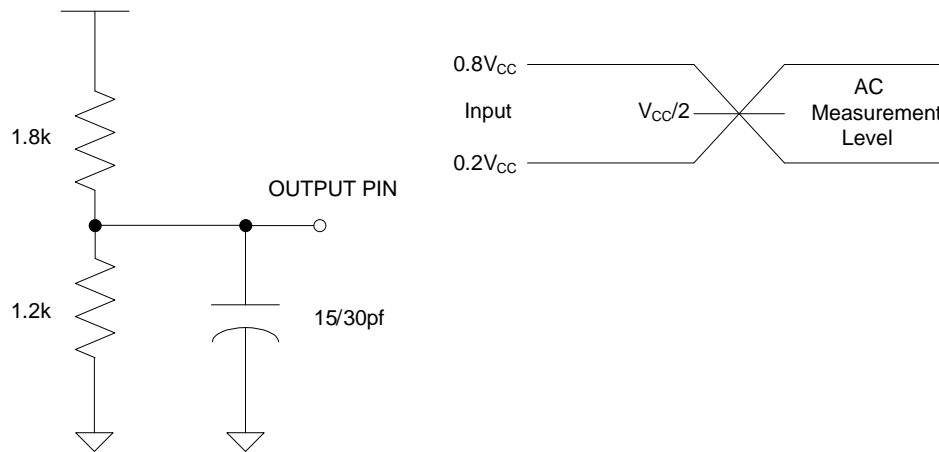 1.8k
1.2k
OUTPUT PIN
15/30pf
0.8V_CC
Input
0.2V_CC
V_CC/2
AC
Measurement
Level